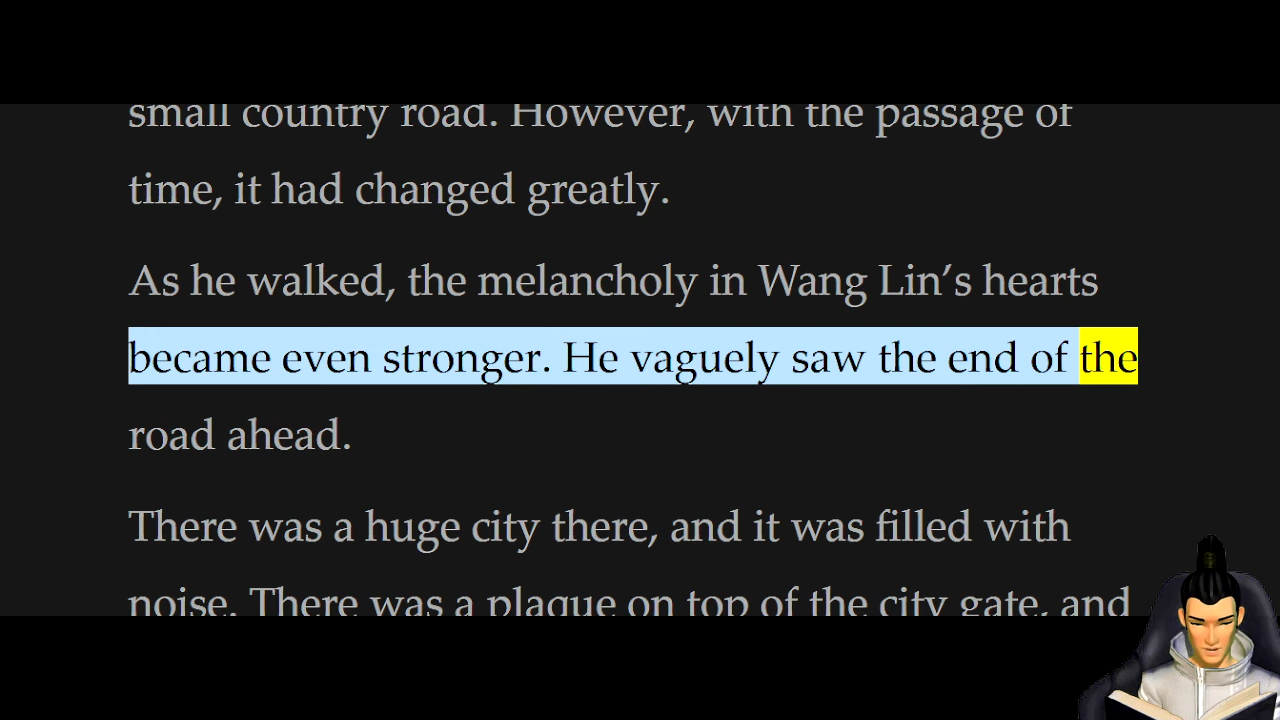 small country road. However, with the passage of
time, it had changed greatly.
As he walked, the melancholy in Wang Lin’s hearts
became even stronger. He vaguely saw the end of the
road ahead.
There was a huge city there, and it was filled with
noise. There was a plaque on top of the city gate, and